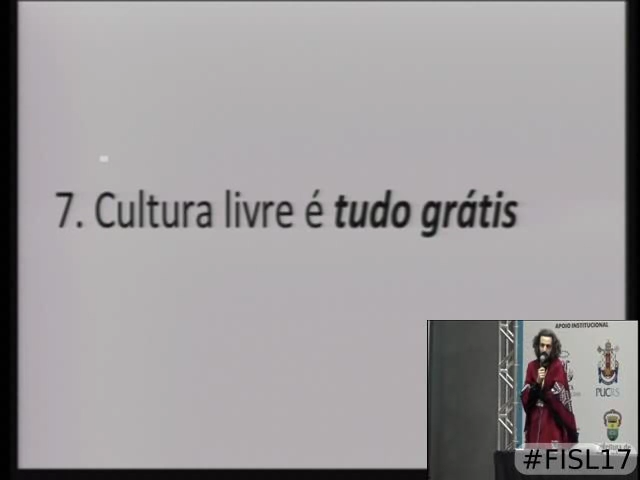 7. Cultura livre é tudo grátis
APOIO INSTITUCIONAL
PUCRS
#FISL17